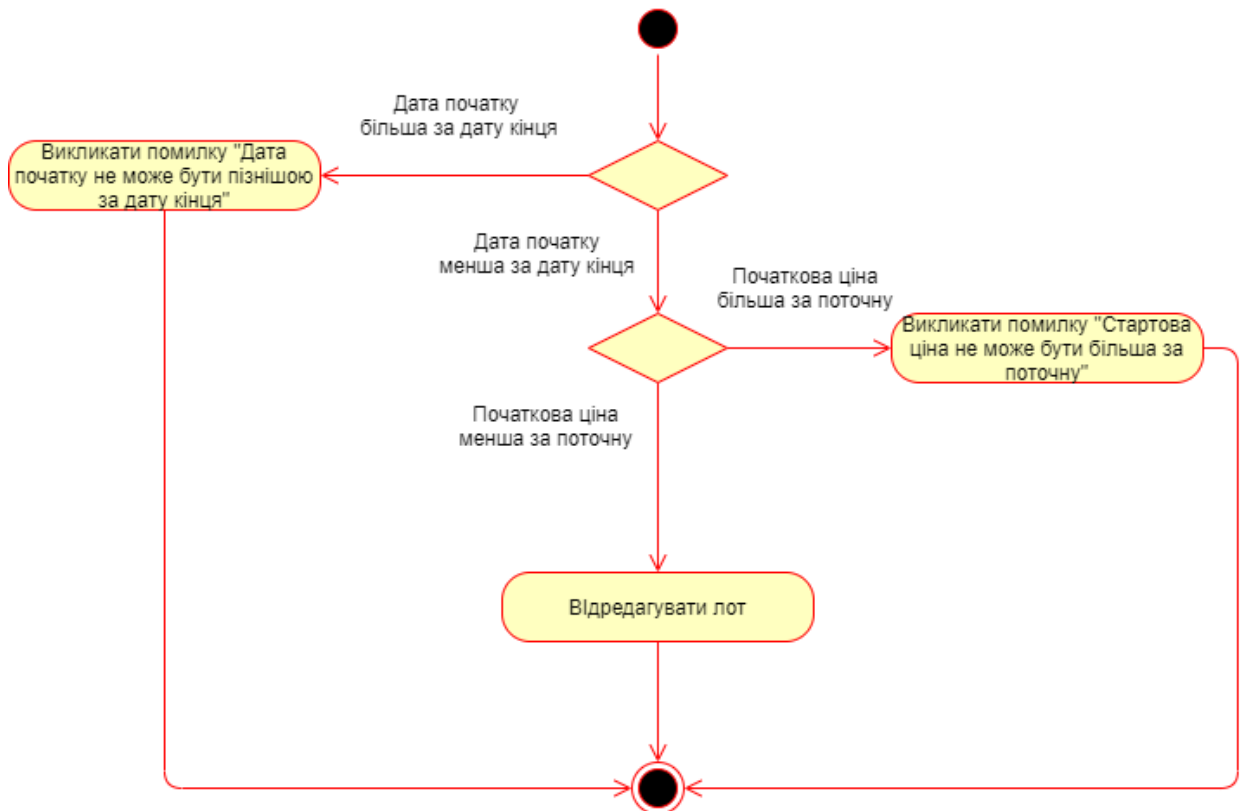 Дата початку
більша за дату кінця
Викликати помилку "Дата
початку не може бути пізнішою
за дату кінця"
Дата початку
менша за дату кінця
Початкова ціна
більша за поточну
Викликати помилку "Стартова
ціна не може бути більша за
поточну"
Початкова ціна
менша за поточну
ВІдредагувати лот